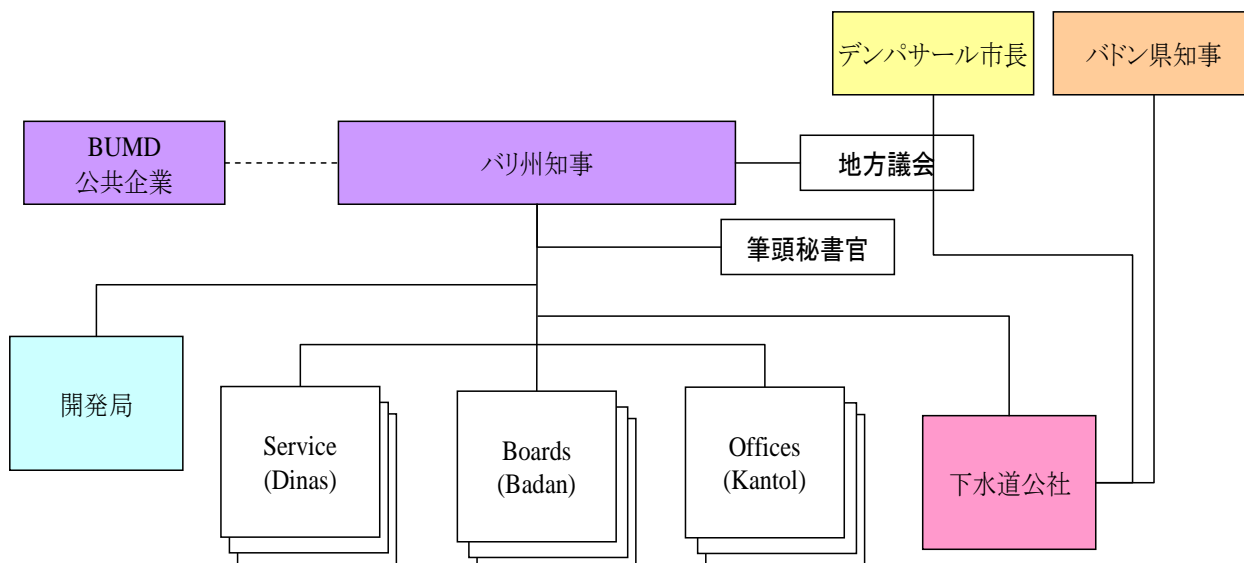 デンパサール市長
バドン県知事
BUMD
公共企業
バリ州知事
地方議会
筆頭秘書官
開発局
Service
(Dinas)
Boards
(Badan)
Offices
(Kantol)
下水道公社